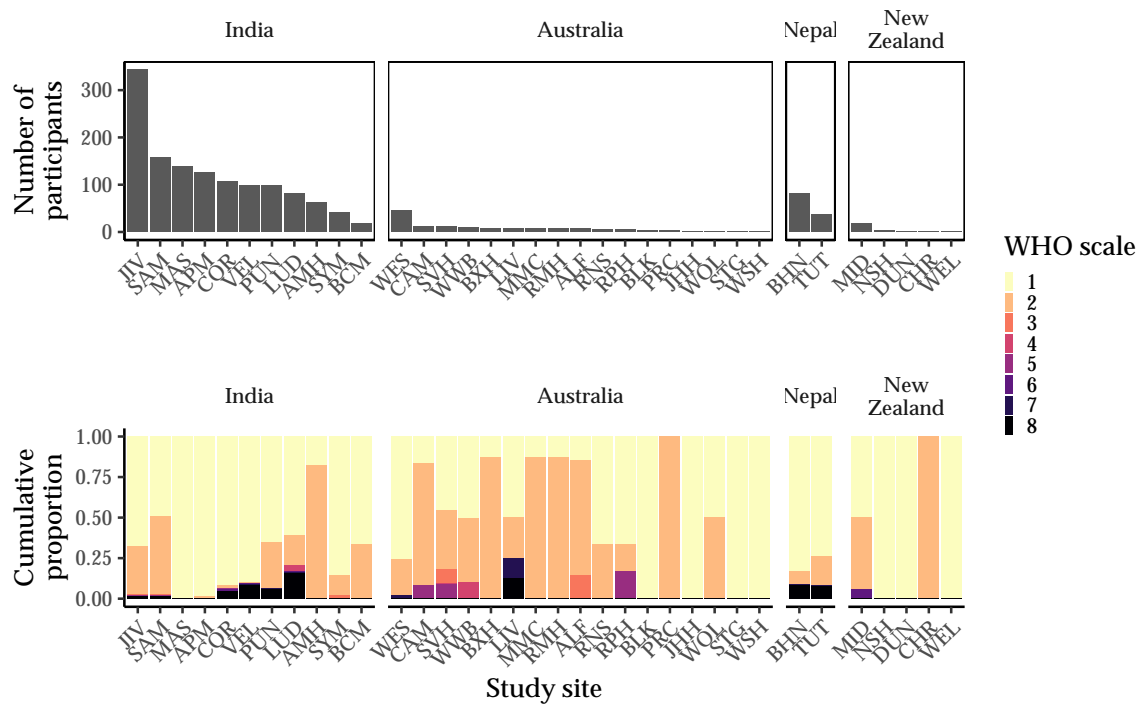 India
Australia
Nepal
New
Zealand
Number of
participants
300
200
100
0
JIV SAM MAS APM COR VEL PUN LUD AMH SYM BCM
WES CAM SVH WWB BXH LIV MMC RMH ALF RNS RPH BLK PRC JHH WOL STG WSH
BHN TUT
MID NSH DUN CHR WEL
WHO scale
1
2
3
4
5
6
7
8
India
Australia
Nepal
New
Zealand
Cumulative
proportion
1.00
0.75
0.50
0.25
0.00
JIV SAM MAS APM COR VEL PUN LUD AMH SYM BCM
WES CAM SVH WWB BXH LIV MMC RMH ALF RNS RPH BLK PRC JHH WOL STG WSH
BHN TUT
MID NSH DUN CHR WEL
Study site